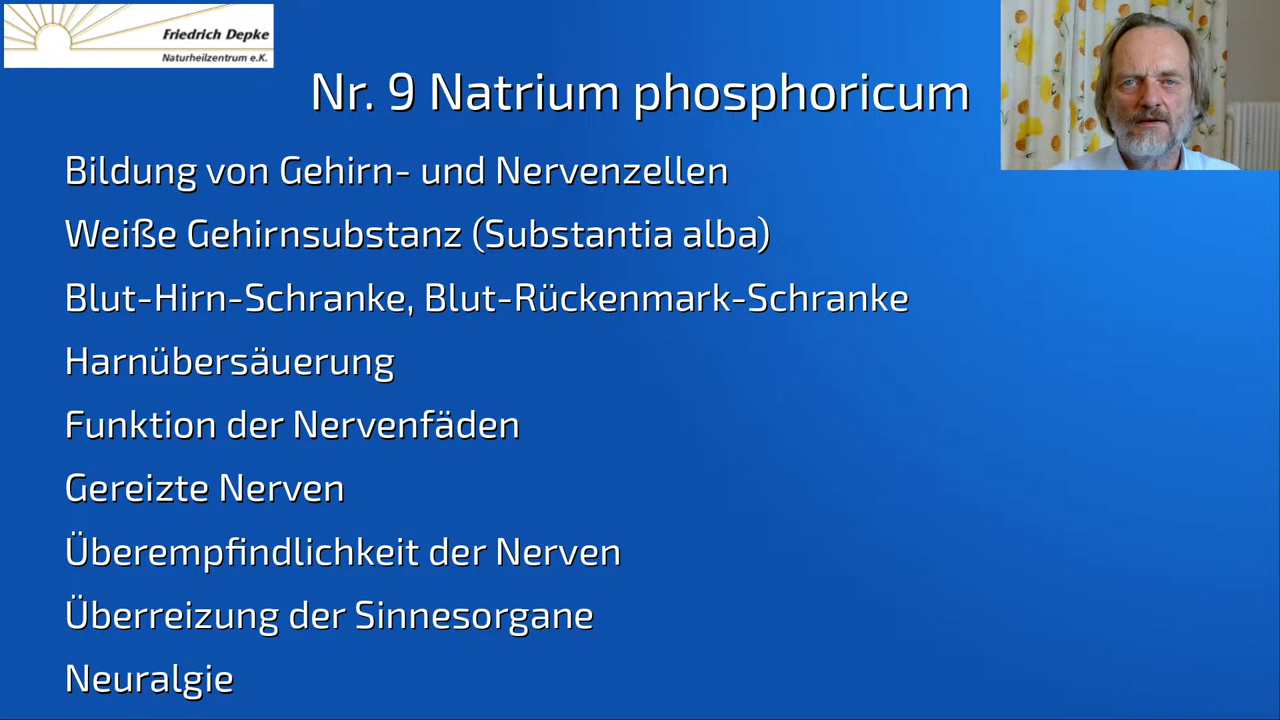 Friedrich Depke
Naturheilzentrum e.K.
Nr. 9 Natrium phosphoricum
Bildung von Gehirn- und Nervenzellen
Weiße Gehirnsubstanz (Substantia alba)
Blut-Hirn-Schranke, Blut-Rückenmark-Schranke
Harnübersäuerung
Funktion der Nervenfäden
Gereizte Nerven
Überempfindlichkeit der Nerven
Überreizung der Sinnesorgane
Neuralgie